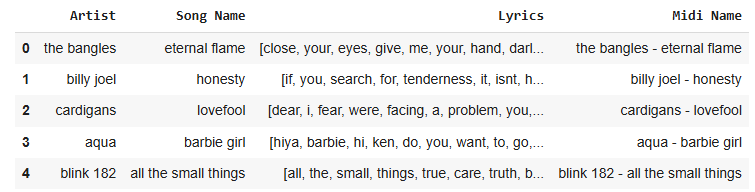 Artist Song Name Lyrics Midi Name
0 the bangles eternal flame [close, your, eyes, give, me, your, hand, darl... the bangles - eternal flame
1 billy joel honesty [if, you, search, for, tenderness, it, isnt, h... billy joel - honesty
2 cardigans lovefool [dear, i, fear, were, facing, a, problem, you,... cardigans - lovefool
3 aqua barbie girl [hiya, barbie, hi, ken, do, you, want, to, go,... aqua - barbie girl
4 blink 182 all the small things [all, the, small, things, true, care, truth, b... blink 182 - all the small things